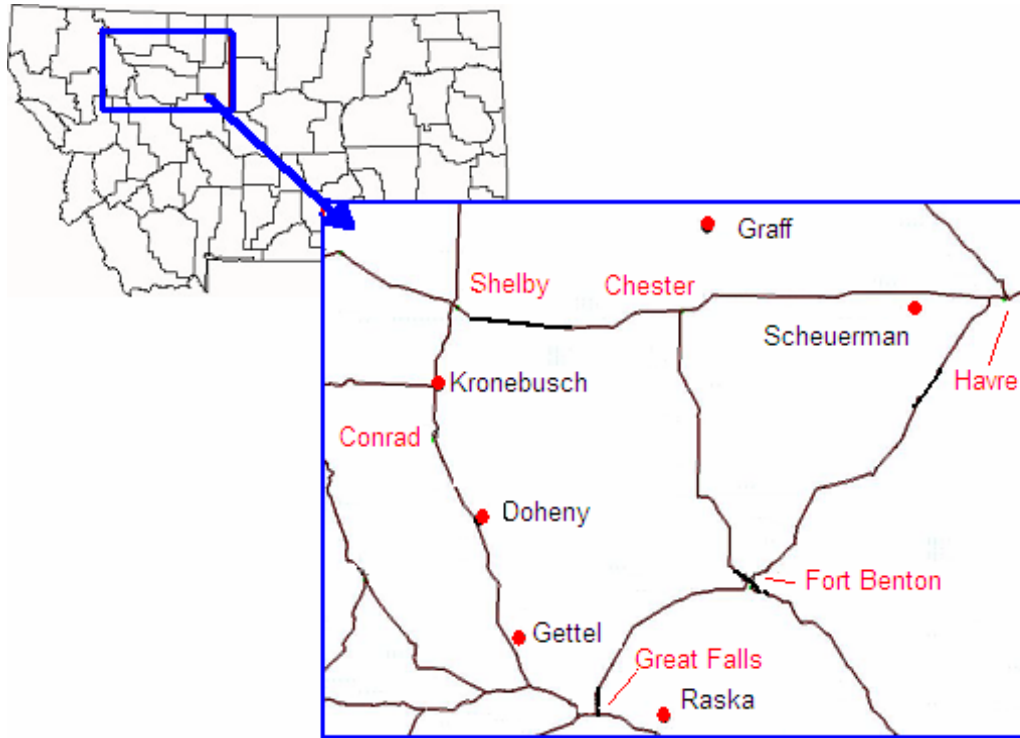 Graff
Shelby
Chester
Scheuerman
Havre
Kronebusch
Conrad
Doheny
Fort Benton
Gettel
Great Falls
Raska